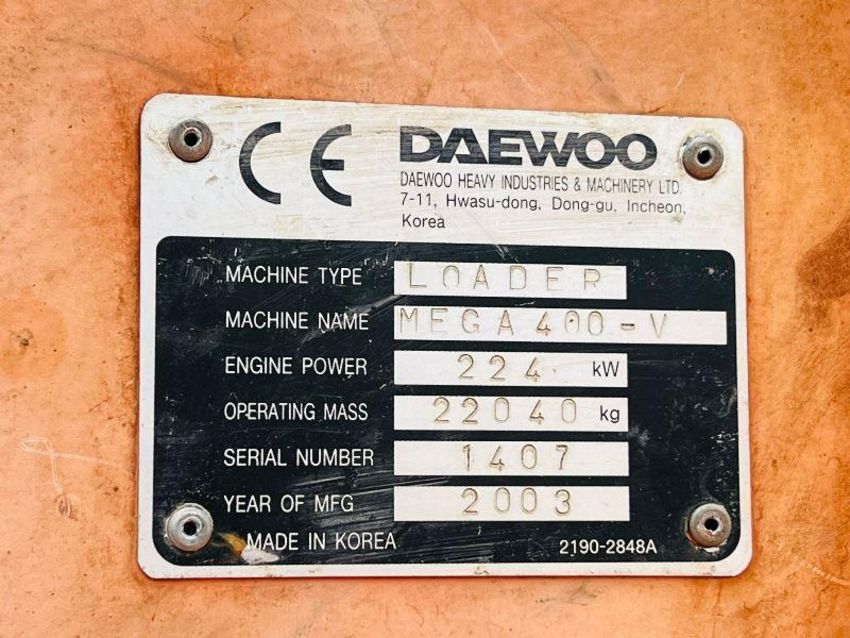 CE DAEWOO
DAEWOO HEAVY INDUSTRIES & MACHINERY LTD.
7-11, Hwasu-dong, Dong-gu, Incheon,
Korea
MACHINE TYPE LOADER
MACHINE NAME MEGA400-V
ENGINE POWER 224 kW
OPERATING MASS 22040 kg
SERIAL NUMBER 1407
YEAR OF MFG 2003
MADE IN KOREA 2190-2848A